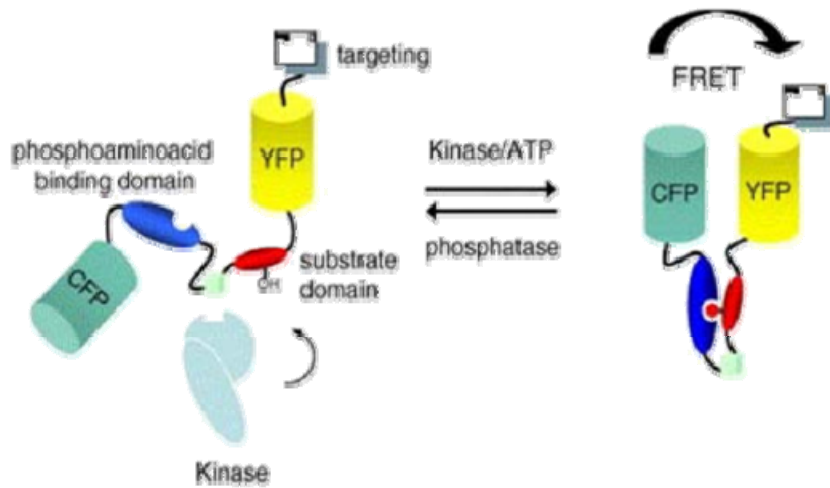 targeting
YFP
phosphoaminoacid
binding domain
CFP
substrate
domain
OH
Kinase
Kinase/ATP
phosphatase
FRET
CFP
YFP